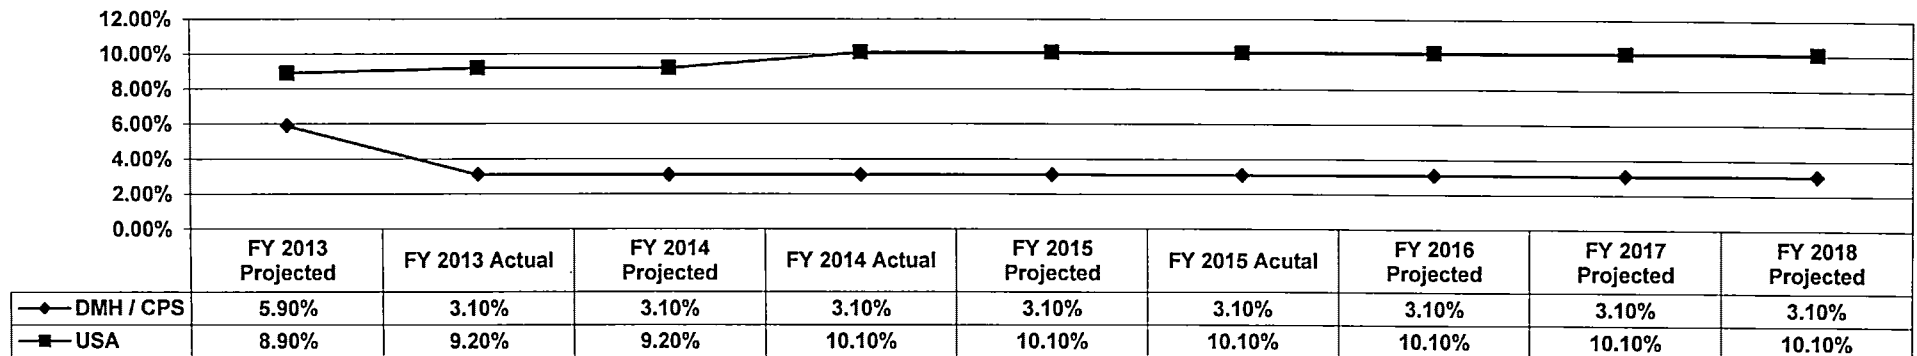 12.00%
10.00%
8.00%
6.00%
4.00%
2.00%
0.00%
FY 2013 Projected
FY 2013 Actual
FY 2014 Projected
FY 2014 Actual
FY 2015 Projected
FY 2015 Acutal
FY 2016 Projected
FY 2017 Projected
FY 2018 Projected
DMH / CPS 5.90% 3.10% 3.10% 3.10% 3.10% 3.10% 3.10% 3.10% 3.10%
USA 8.90% 9.20% 9.20% 10.10% 10.10% 10.10% 10.10% 10.10% 10.10%